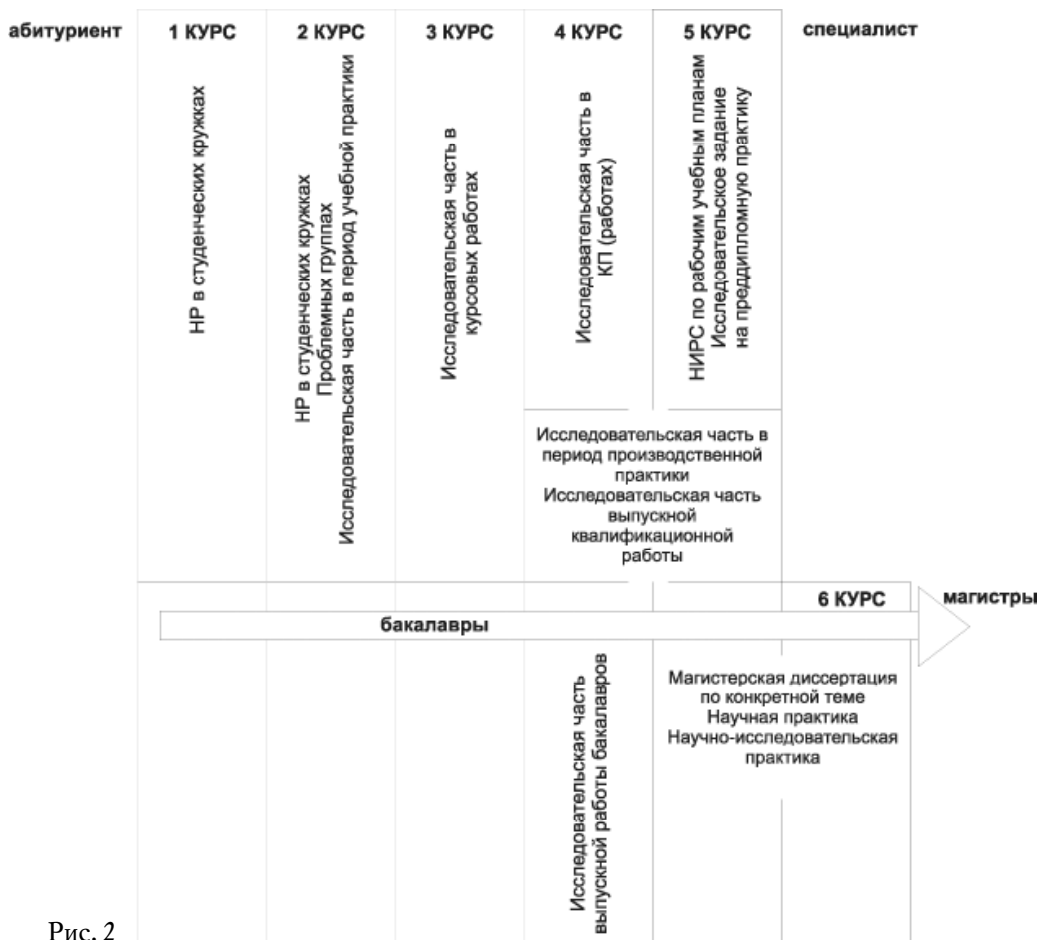 абитуриент
1 КУРС
2 КУРС
3 КУРС
4 КУРС
5 КУРС
специалист
НР в студенческих кружках
НР в студенческих кружках
Проблемных группах
Исследовательская часть в период учебной практики
Исследовательская часть в
курсовых работах
Исследовательская часть в
КП (работах)
НИРС по рабочим учебным планам
Исследовательское задание
на преддипломную практику
Исследовательская часть в
период производственной
практики
Исследовательская часть
выпускной
квалификационной
работы
6 КУРС
магистры
бакалавры
Исследовательская часть
выпускной работы бакалавров
Магистерская диссертация
по конкретной теме
Научная практика
Научно-исследовательская
практика
Рис. 2